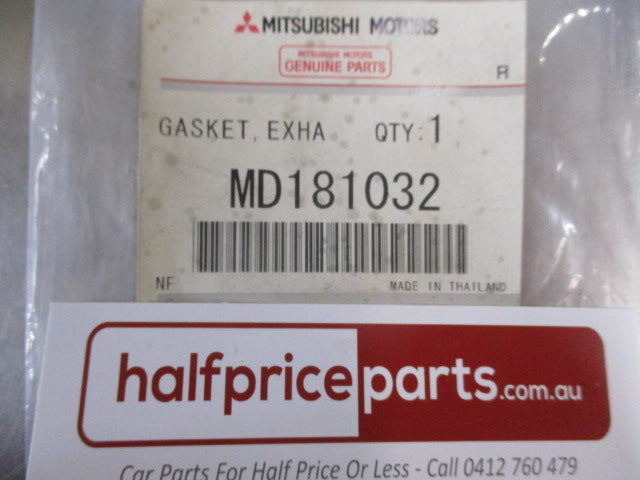 MITSUBISHI MOTORS
MITSUBISHI MOTORS
GENUINE PARTS
R
GASKET, EXHA QTY:1
MD181032
NF MADE IN THAILAND
halfpriceparts.com.au
Car Parts For Half Price Or Less - Call 0412 760 479